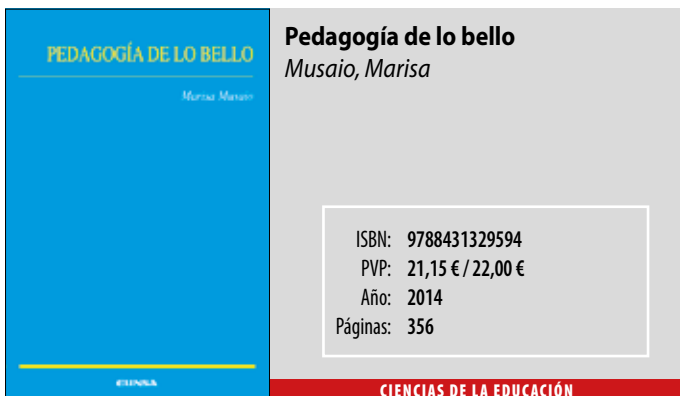 PEDAGOGÍA DE LO BELLO
Marisa Musaio
EUNSA
Pedagogía de lo bello
Musaio, Marisa
ISBN: 9788431329594
PVP: 21,15 € / 22,00 €
Año: 2014
Páginas: 356
CIENCIAS DE LA EDUCACIÓN